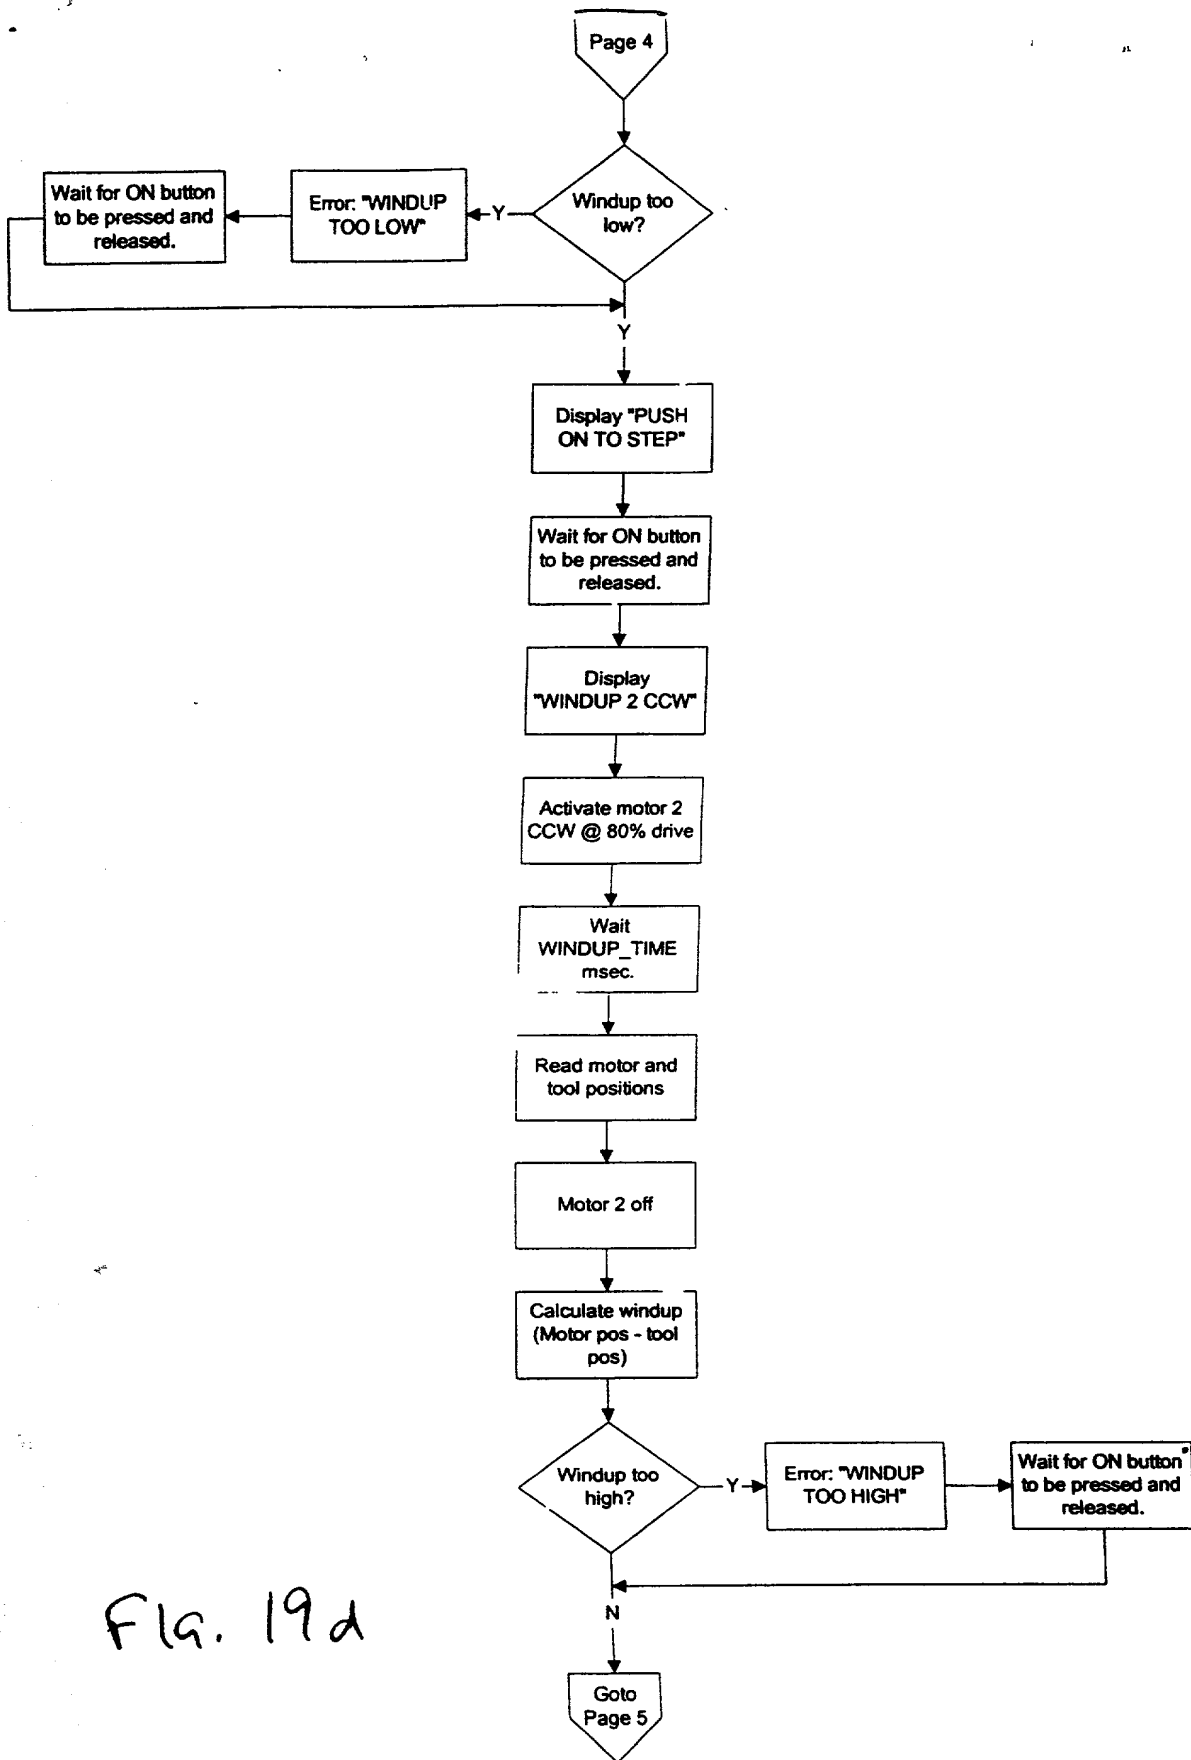 Page 4
Windup too
low?
Y
Error: "WINDUP
TOO LOW"
Wait for ON button
to be pressed and
released.
Y
Display "PUSH
ON TO STEP"
Wait for ON button
to be pressed and
released.
Display
"WINDUP 2 CCW"
Activate motor 2
CCW @ 80% drive
Wait
WINDUP_TIME
msec.
Read motor and
tool positions
Motor 2 off
Calculate windup
(Motor pos - tool
pos)
Windup too
high?
Y
Error: "WINDUP
TOO HIGH"
Wait for ON button
to be pressed and
released.
N
Goto
Page 5
FIG. 19d